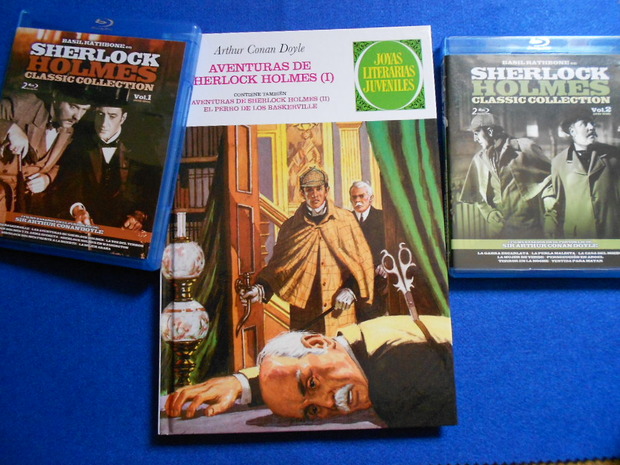 BASIL RATHBONE es
SHERLOCK
HOLMES
CLASSIC COLLECTION
Vol.1
SIR ARTHUR CONAN DOYLE
Arthur Conan Doyle
AVENTURAS DE
HERLOCK HOLMES (I)
CONTIENE TAMBIÉN
AVENTURAS DE SHERLOCK HOLMES (II)
EL PERRO DE LOS BASKERVILLE
JOYAS
LITERARIAS
JUVENILES
BASIL RATHBONE es
SHERLOCK
HOLMES
CLASSIC COLLECTION
Vol.2
SIR ARTHUR CONAN DOYLE
LA GARRA ESCARLATA LA PERLA MALDITA LA CASA DEL MIEDO
LA MUJER DE VERDE PERSECUCIÓN EN ARGEL
TERROR EN LA NOCHE VESTIDA PARA MATAR